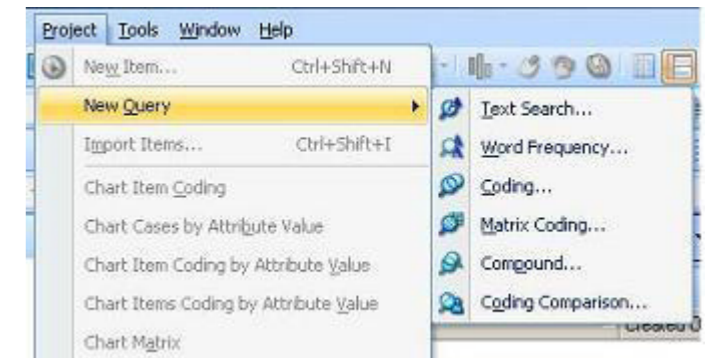 Project Tools Window Help
New Item... Ctrl+Shift+N
New Query
Import Items... Ctrl+Shift+I
Chart Item Coding
Chart Cases by Attribute Value
Chart Item Coding by Attribute Value
Chart Items Coding by Attribute Value
Chart Matrix
Text Search...
Word Frequency...
Coding...
Matrix Coding...
Compound...
Coding Comparison...
Created O